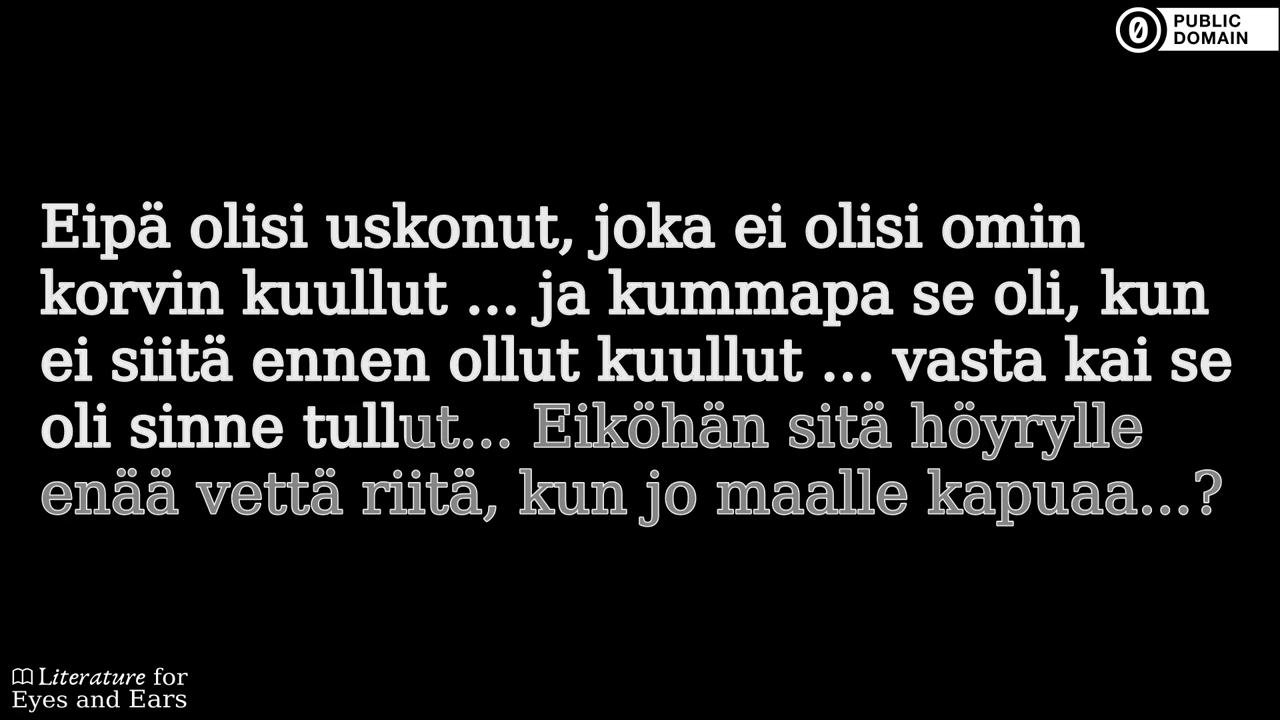 PUBLIC
DOMAIN
Eipä olisi uskonut, joka ei olisi omin
korvin kuullut ... ja kummapa se oli, kun
ei siitä ennen ollut kuullut ... vasta kai se
oli sinne tullut... Eiköhän sitä höyrylle
enää vettä riitä, kun jo maalle kapuaa...?
Literature for
Eyes and Ears